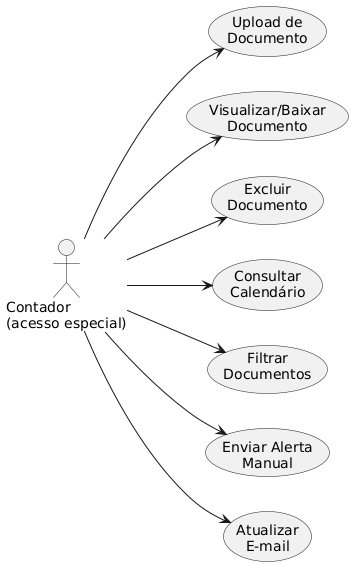 Upload de
Documento
Visualizar/Baixar
Documento
Excluir
Documento
Contador
(acesso especial)
Consultar
Calendário
Filtrar
Documentos
Enviar Alerta
Manual
Atualizar
E-mail